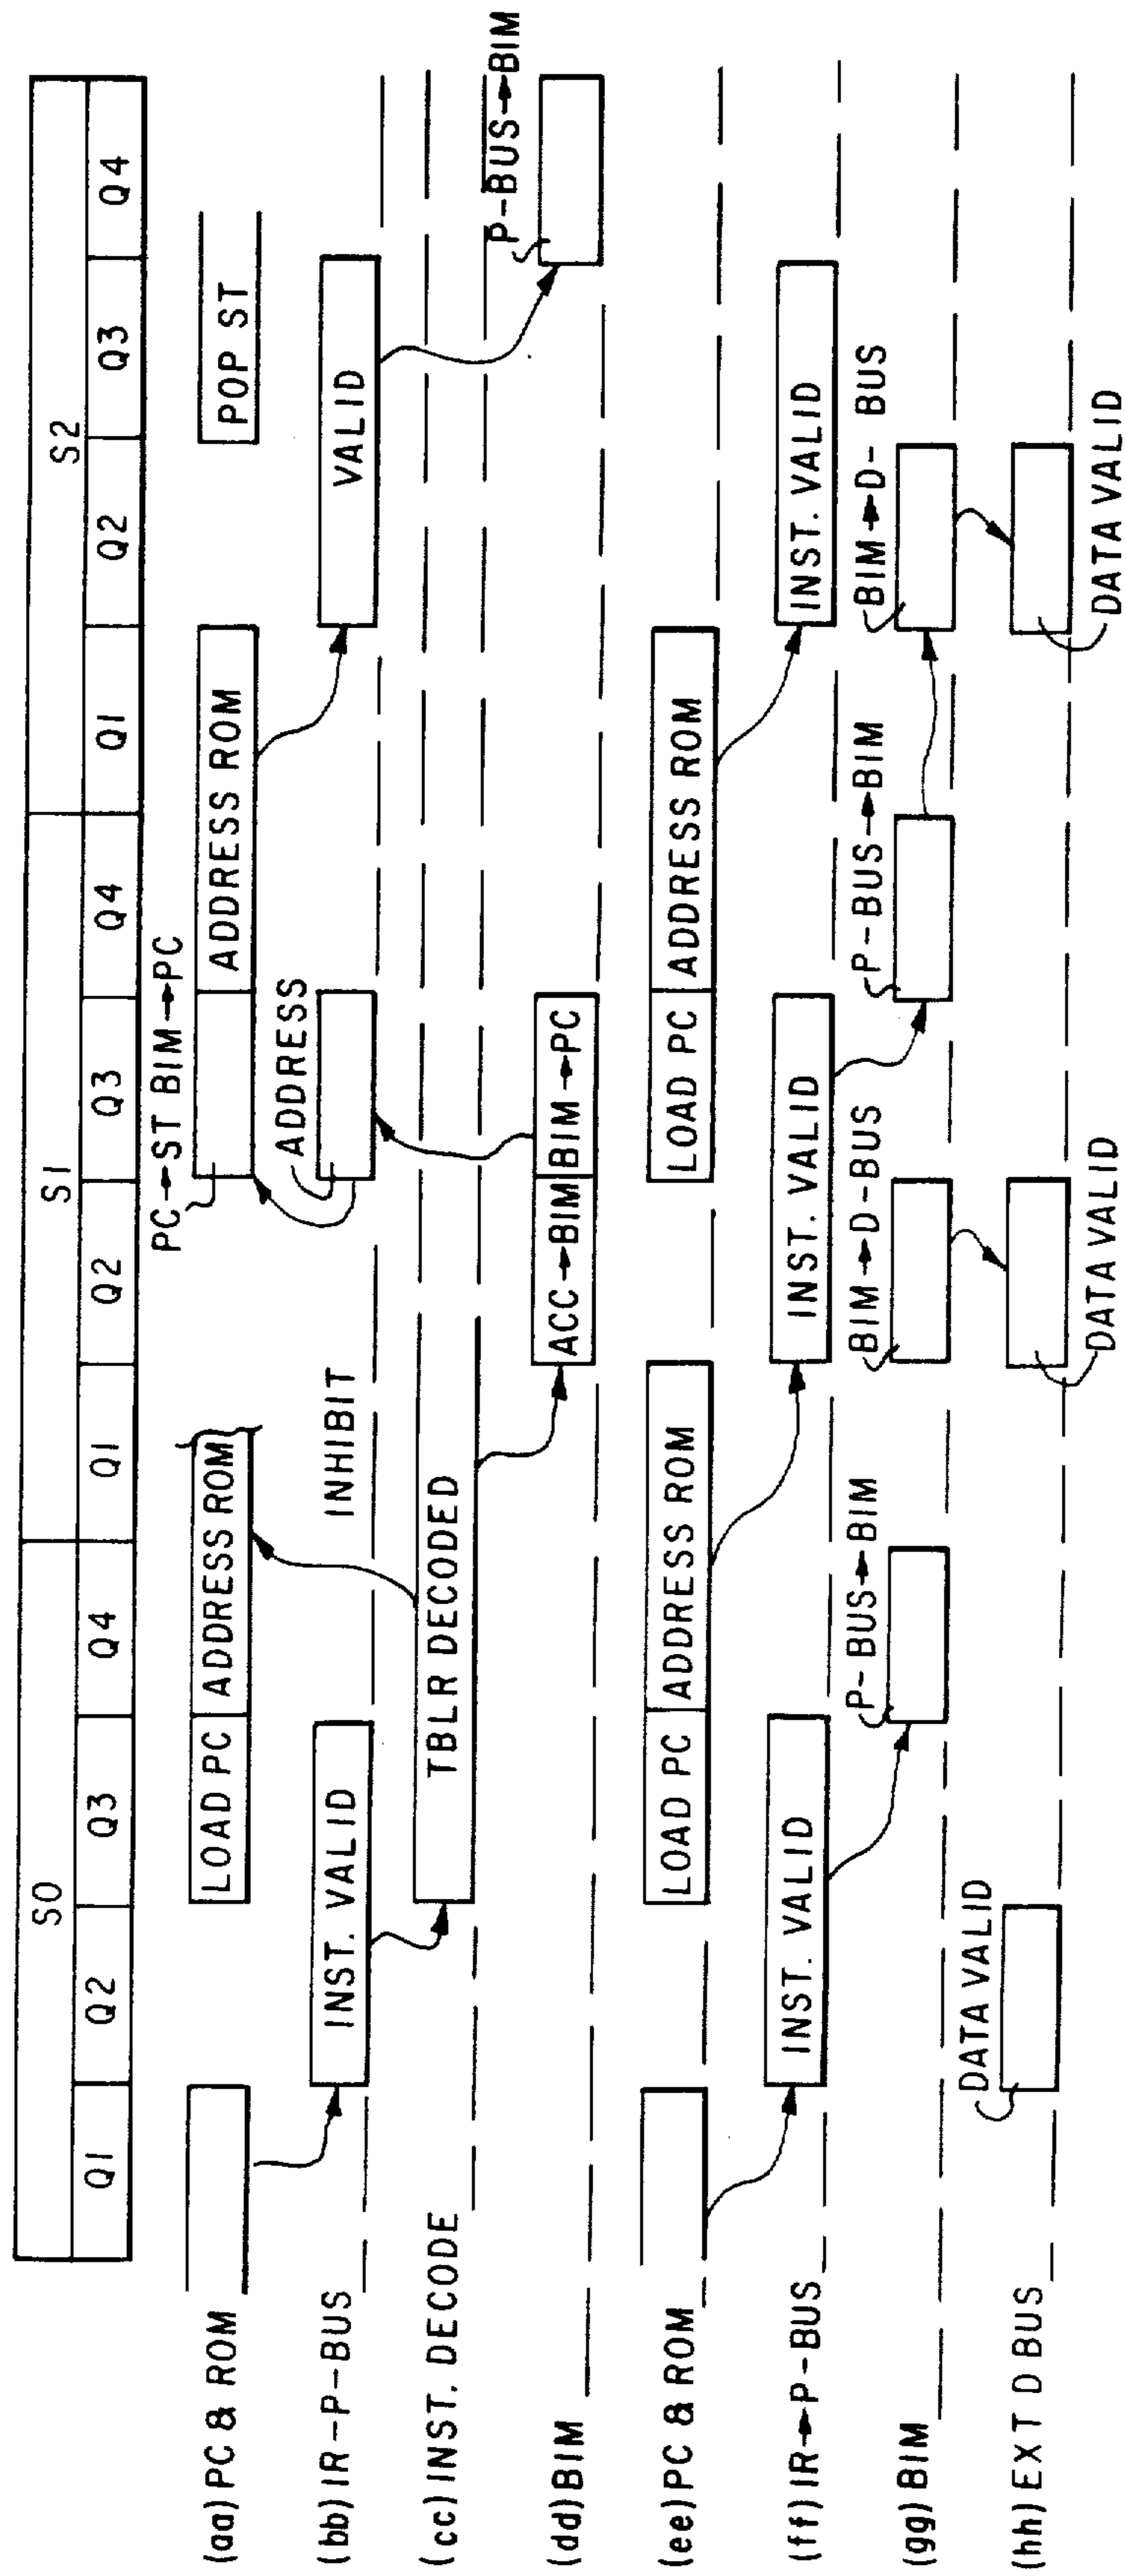 S0 S1 S2
Q1 Q2 Q3 Q4 Q1 Q2 Q3 Q4 Q1 Q2 Q3 Q4
PC→ST BIM→PC
(aa) PC & ROM LOAD PC ADDRESS ROM ADDRESS ROM POP ST
ADDRESS
(bb) IR-P-BUS INST. VALID INHIBIT VALID
(cc) INST. DECODE TBLR DECODED
P-BUS→BIM
(dd) BIM ACC→BIM BIM→PC
(ee) PC & ROM LOAD PC ADDRESS ROM LOAD PC ADDRESS ROM
(ff) IR→P-BUS INST. VALID INST. VALID INST. VALID
P-BUS→BIM BIM→D-BUS P-BUS→BIM BIM→D-BUS
(gg) BIM
DATA VALID
(hh) EXT D BUS
DATA VALID DATA VALID